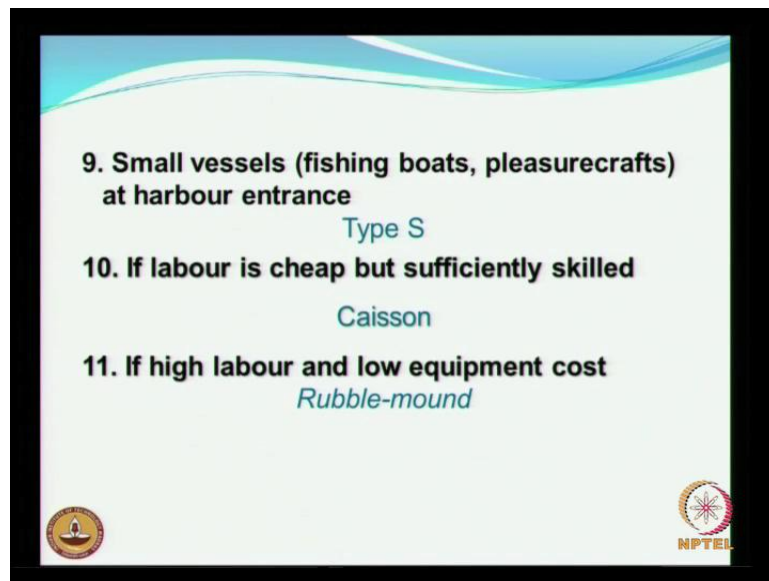 9. Small vessels (fishing boats, pleasurecrafts)
at harbour entrance
Type S
10. If labour is cheap but sufficiently skilled
Caisson
11. If high labour and low equipment cost
Rubble-mound
NPTEL